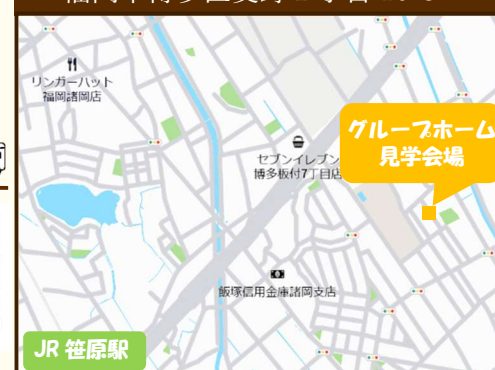 リンガーハット
福岡諸岡店
グループホーム
見学会場
セブンイレブン
博多板付7丁目店
飯塚信用金庫諸岡支店
JR 笹原駅